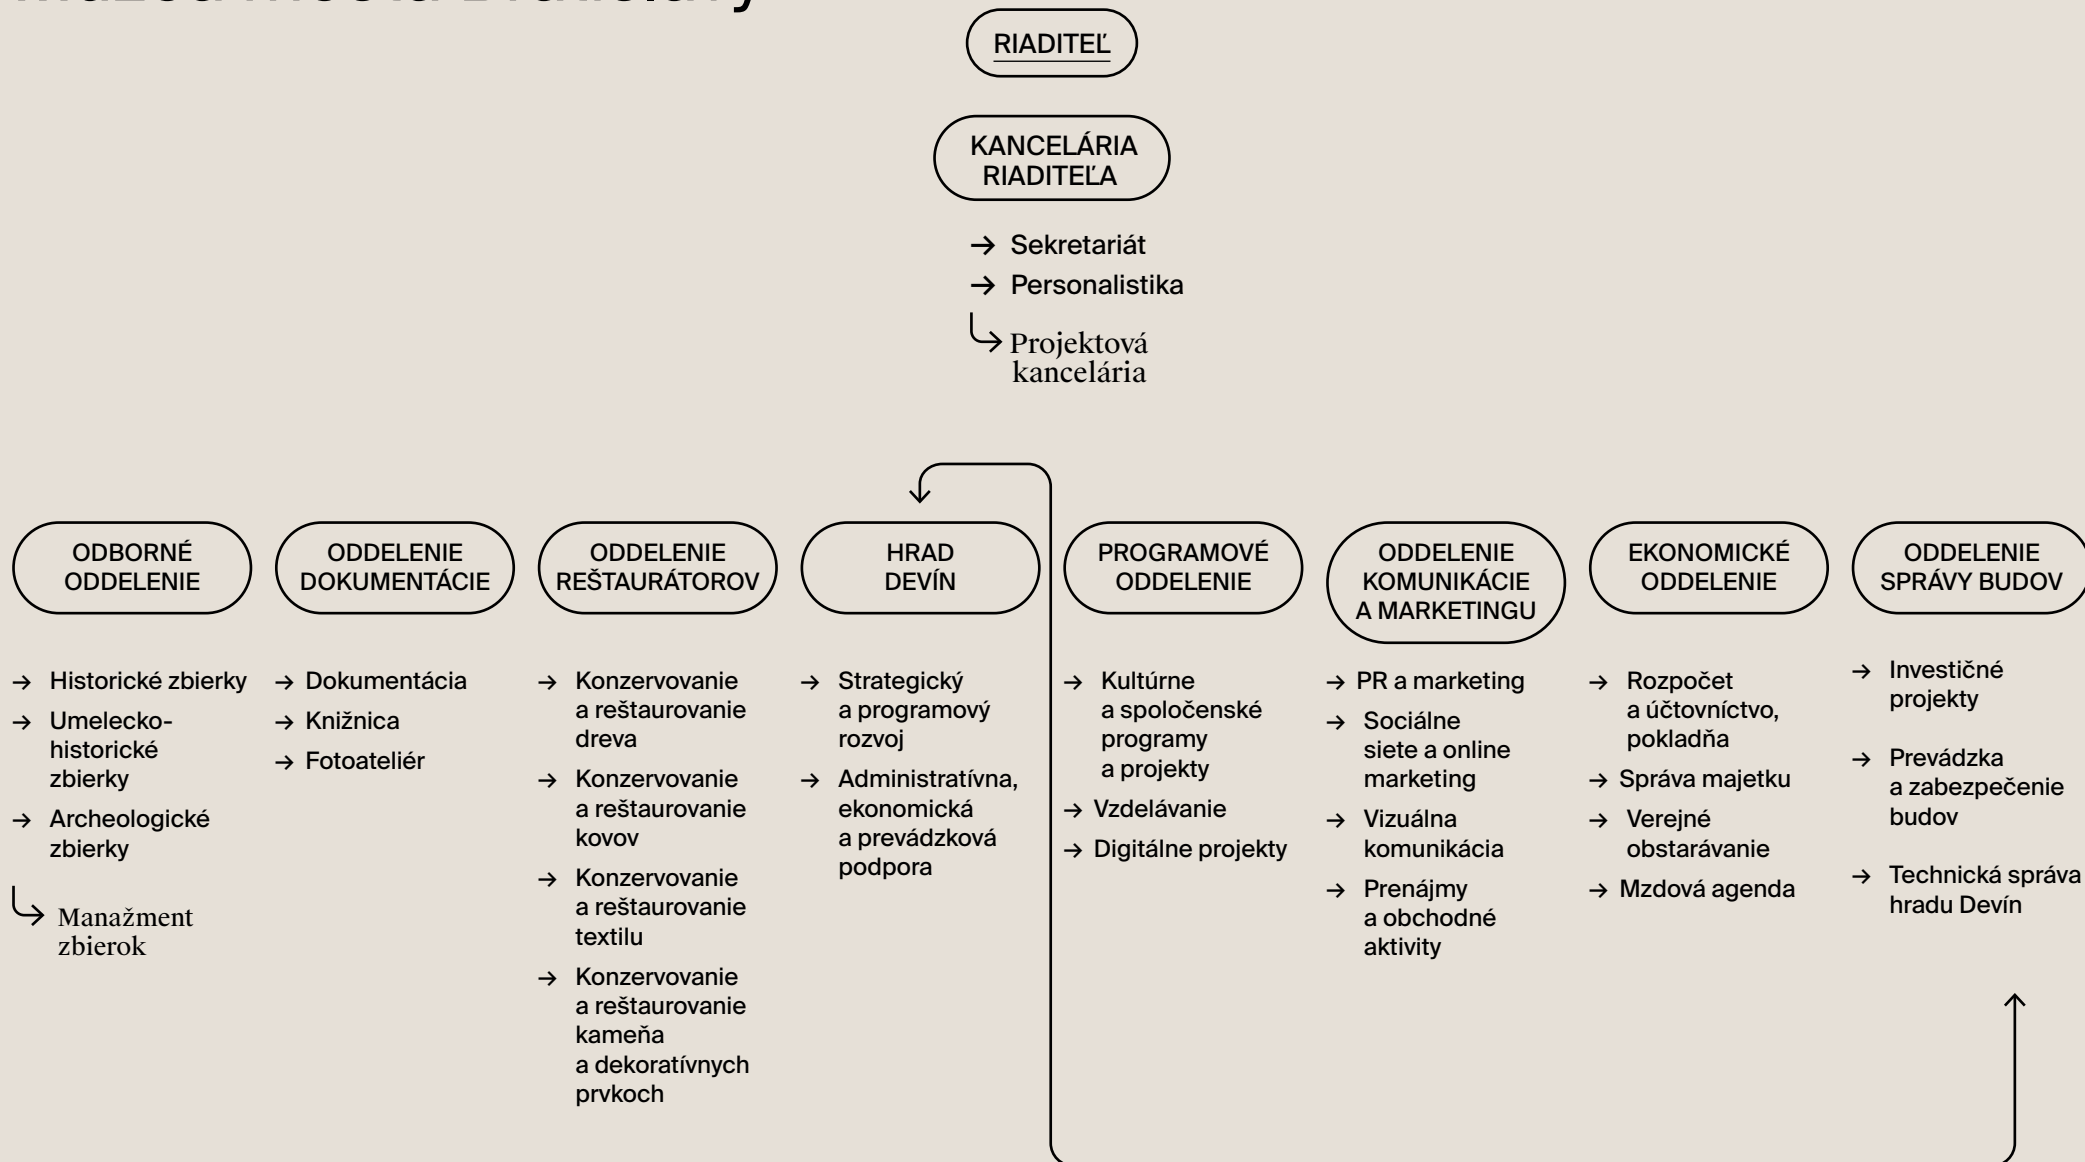 RIADITEĽ
KANCELÁRIA
RIADITEĽA
→ Sekretariát
→ Personalistika
Projektová
kancelária
ODBORNÉ
ODDELENIE
→ Historické zbierky
→ Umelecko-
historické
zbierky
→ Archeologické
zbierky
Manažment
zbierok
ODDELENIE
DOKUMENTÁCIE
→ Dokumentácia
→ Knižnica
→ Fotoateliér
ODDELENIE
REŠTAURÁTOROV
→ Konzervovanie
a reštaurovanie
dreva
→ Konzervovanie
a reštaurovanie
kovov
→ Konzervovanie
a reštaurovanie
textilu
→ Konzervovanie
a reštaurovanie
kameňa
a dekoratívnych
prvkoch
HRAD
DEVÍN
→ Strategický
a programový
rozvoj
→ Administratívna,
ekonomická
a prevádzková
podpora
PROGRAMOVÉ
ODDELENIE
→ Kultúrne
a spoločenské
programy
a projekty
→ Vzdelávanie
→ Digitálne projekty
ODDELENIE
KOMUNIKÁCIE
A MARKETINGU
→ PR a marketing
→ Sociálne
siete a online
marketing
→ Vizuálna
komunikácia
→ Prenájmy
a obchodné
aktivity
EKONOMICKÉ
ODDELENIE
→ Rozpočet
a účtovníctvo,
pokladňa
→ Správa majetku
→ Verejné
obstarávanie
→ Mzdová agenda
ODDELENIE
SPRÁVY BUDOV
→ Investičné
projekty
→ Prevádzka
a zabezpečenie
budov
→ Technická správa
hradu Devín